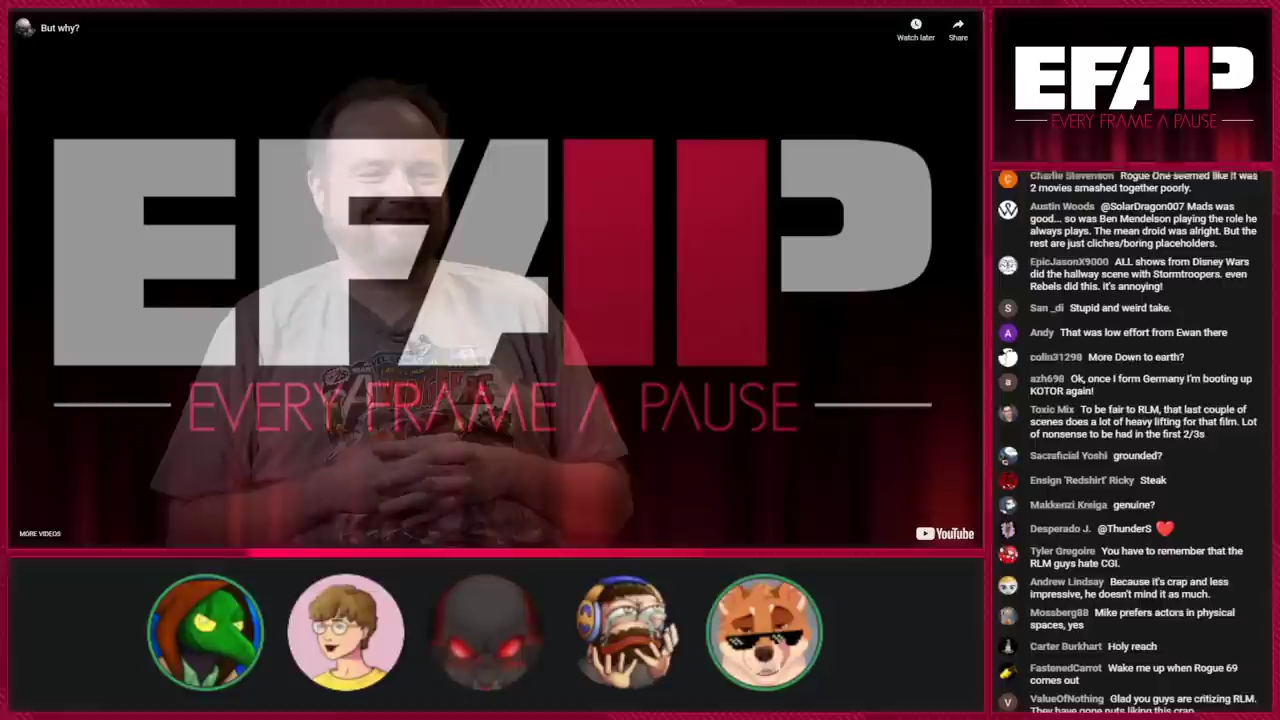 But why?
Watch later
Share
EFAP
EVERY FRAME A PAUSE
MORE VIDEOS
YouTube
EFAP
EVERY FRAME A PAUSE
Charlie Stevenson Rogue One seemed like it was
2 movies smashed together poorly.
Austin Woods @SolarDragon007 Mads was
good... so was Ben Mendelson playing the role he
always plays. The mean droid was alright. But the
rest are just cliches/boring placeholders.
EpicJasonX9000 ALL shows from Disney Wars
did the hallway scene with Stormtroopers. even
Rebels did this. it's annoying!
San _di Stupid and weird take.
Andy That was low effort from Ewan there
colin31298 More Down to earth?
azh698 Ok, once I form Germany I'm booting up
KOTOR again!
Toxic Mix To be fair to RLM, that last couple of
scenes does a lot of heavy lifting for that film. Lot
of nonsense to be had in the first 2/3s
Sacraficial Yoshi grounded?
Ensign 'Redshirt' Ricky Steak
Makkenzi Kreiga genuine?
Desperado J. @ThunderS
Tyler Gregoire You have to remember that the
RLM guys hate CGI.
Andrew Lindsay Because it's crap and less
impressive, he doesn't mind it as much.
Mossberg88 Mike prefers actors in physical
spaces, yes
Carter Burkhart Holy reach
FastenedCarrot Wake me up when Rogue 69
comes out
ValueOfNothing Glad you guys are critizing RLM.
They have gone nuts liking this crap